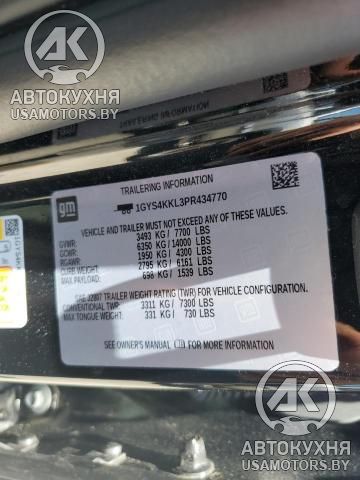 АК
АВТОКУХНЯ
USAMOTORS.BY
gm
TRAILERING INFORMATION
1GYS4KKL3PR434770
VEHICLE AND TRAILER MUST NOT EXCEED ANY OF THESE VALUES.
GVWR: 3493 KG/ 7700 LBS
GCWR: 6350 KG/ 14000 LBS
RGAWR: 1950 KG/ 4300 LBS
CURB WEIGHT: 2795 KG/ 6161 LBS
MAX PAYLOAD: 698 KG/ 1539 LBS
SAE J2807 TRAILER WEIGHT RATING (TWR) FOR VEHICLE CONFIGURATION.
CONVENTIONAL TWR: 3311 KG/ 7300 LBS
MAX TONGUE WEIGHT: 331 KG/ 730 LBS
SEE OWNER'S MANUAL FOR MORE INFORMATION
АК
АВТОКУХНЯ
USAMOTORS.BY